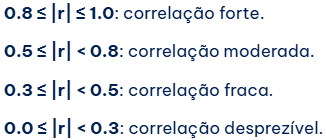 0.8 ≤ |r| ≤ 1.0: correlação forte.
0.5 ≤ |r| < 0.8: correlação moderada.
0.3 ≤ |r| < 0.5: correlação fraca.
0.0 ≤ |r| < 0.3: correlação desprezível.